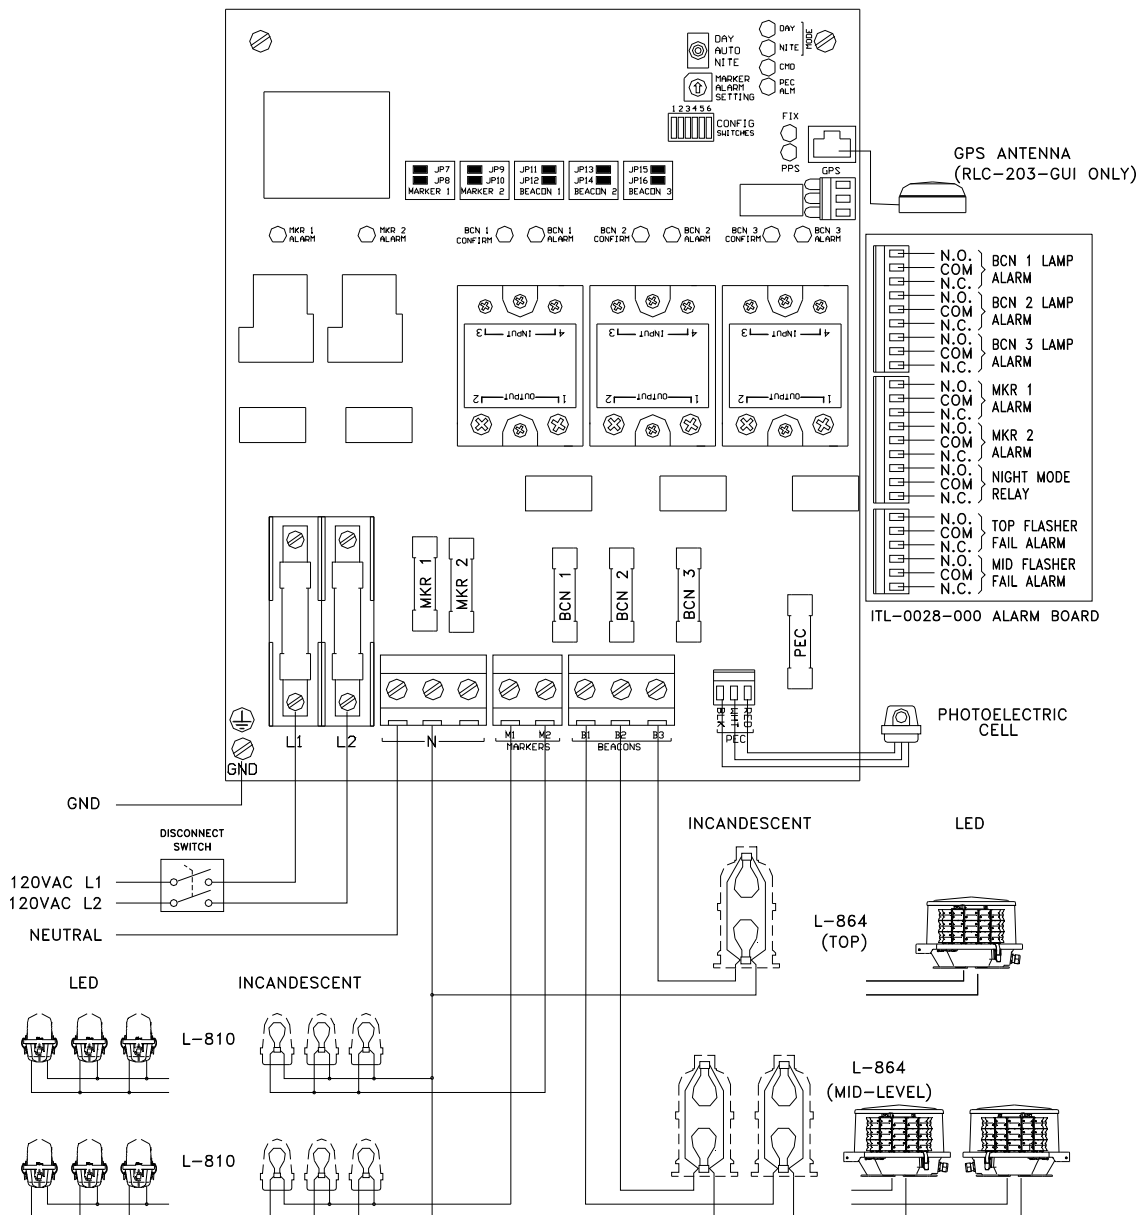 DAY
AUTO
NITE
DAY
NITE
MODE
CMD
PEC
ALM
MARKER
ALARM
SETTING
123456
CONFIG
SWITCHES
FIX
PPS
GPS
GPS ANTENNA
(RLC-203-GUI ONLY)
JP7
JP8
MARKER 1
JP9
JP10
MARKER 2
JP11
JP12
BEACON 1
JP13
JP14
BEACON 2
JP15
JP16
BEACON 3
MKR 1
ALARM
MKR 2
ALARM
BCN 1
CONFIRM
BCN 1
ALARM
BCN 2
CONFIRM
BCN 2
ALARM
BCN 3
CONFIRM
BCN 3
ALARM
N.O.
COM
N.C.
BCN 1 LAMP
ALARM
N.O.
COM
N.C.
BCN 2 LAMP
ALARM
N.O.
COM
N.C.
BCN 3 LAMP
ALARM
N.O.
COM
N.C.
MKR 1
ALARM
N.O.
COM
N.C.
MKR 2
ALARM
N.O.
COM
N.C.
NIGHT MODE
RELAY
N.O.
COM
N.C.
TOP FLASHER
FAIL ALARM
N.O.
COM
N.C.
MID FLASHER
FAIL ALARM
ITL-0028-000 ALARM BOARD
4 INPUT 3
1 OUTPUT 2
4 INPUT 3
1 OUTPUT 2
4 INPUT 3
1 OUTPUT 2
MKR 1
MKR 2
BCN 1
BCN 2
BCN 3
PEC
L1
L2
N
M1
M2
MARKERS
B1
B2
B3
BEACONS
BLK
WHT
RED
PEC
PHOTOELECTRIC
CELL
GND
GND
DISCONNECT
SWITCH
120VAC L1
120VAC L2
NEUTRAL
INCANDESCENT
LED
L-864
(TOP)
LED
INCANDESCENT
L-810
L-864
(MID-LEVEL)
L-810